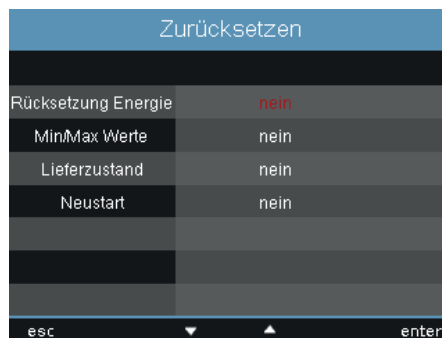 Zurücksetzen
Rücksetzung Energie nein
Min/Max Werte nein
Lieferzustand nein
Neustart nein
esc enter